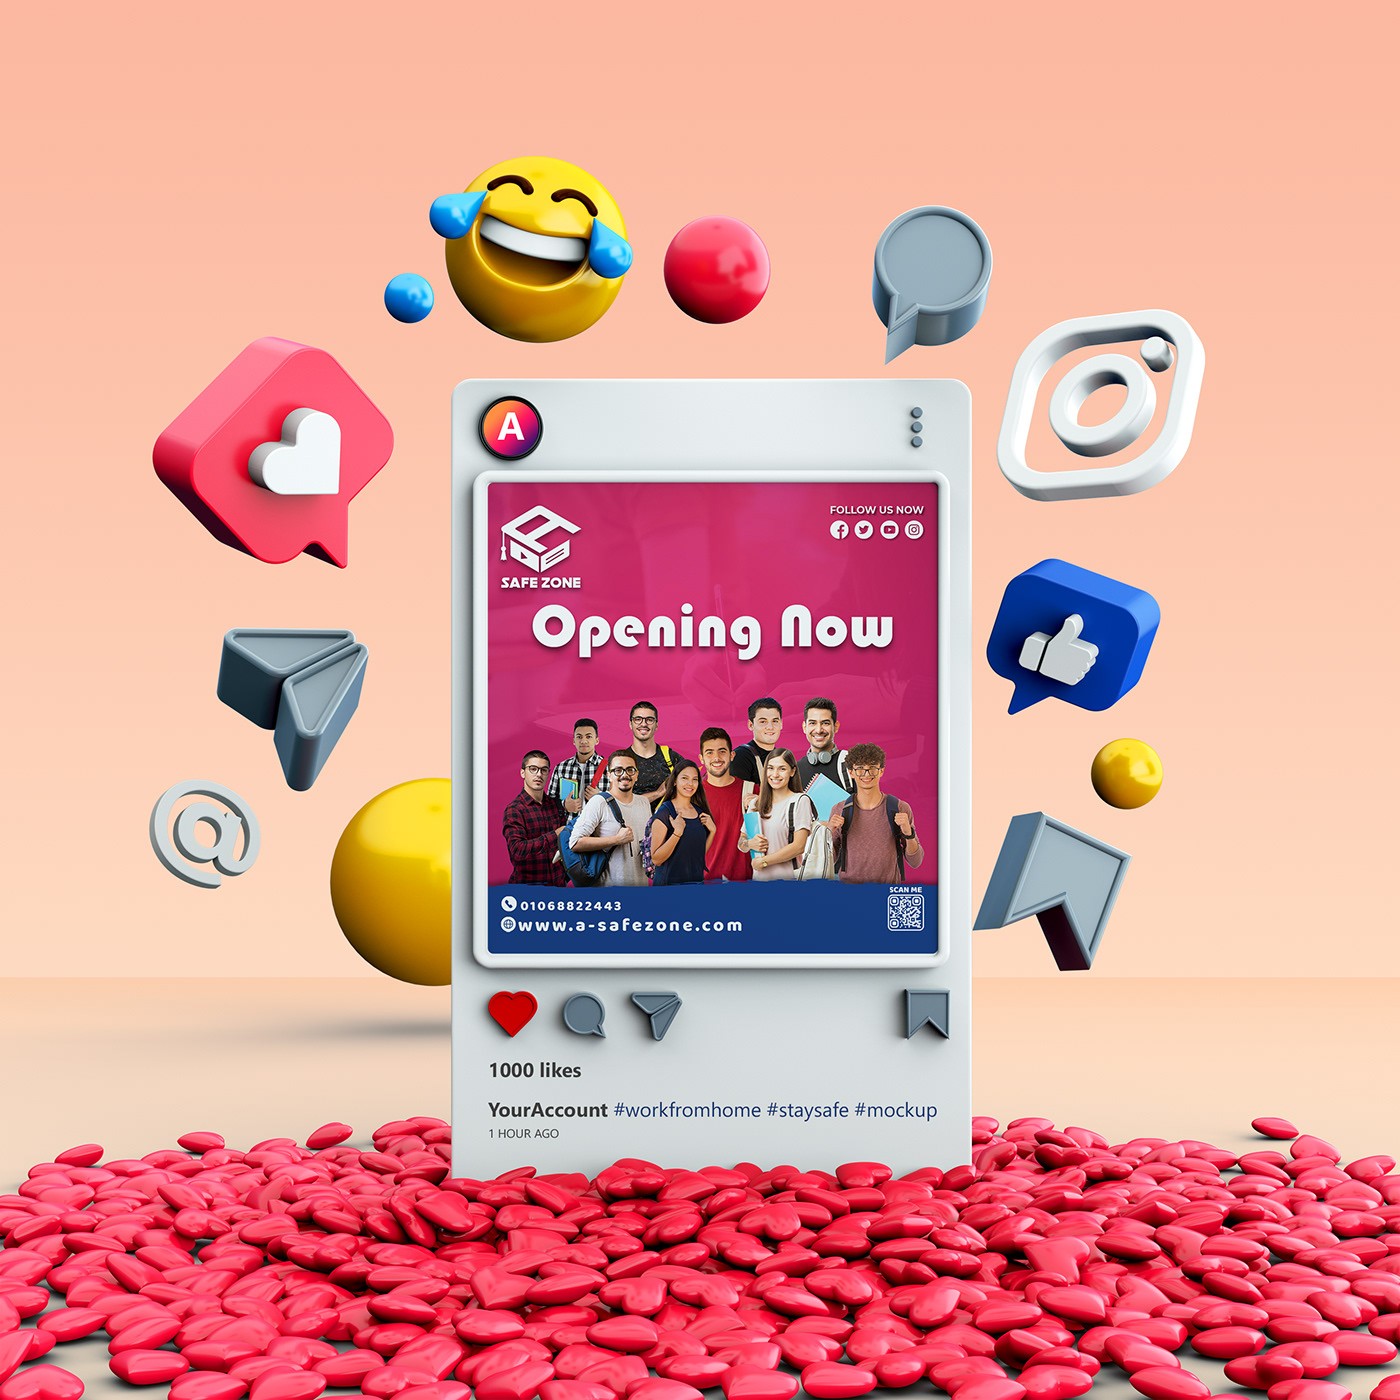 A
FOLLOW US NOW
SAFE ZONE
Opening Now
SCAN ME
01068822443
www.a-safezone.com
1000 likes
YourAccount #workfromhome #staysafe #mockup
1 HOUR AGO